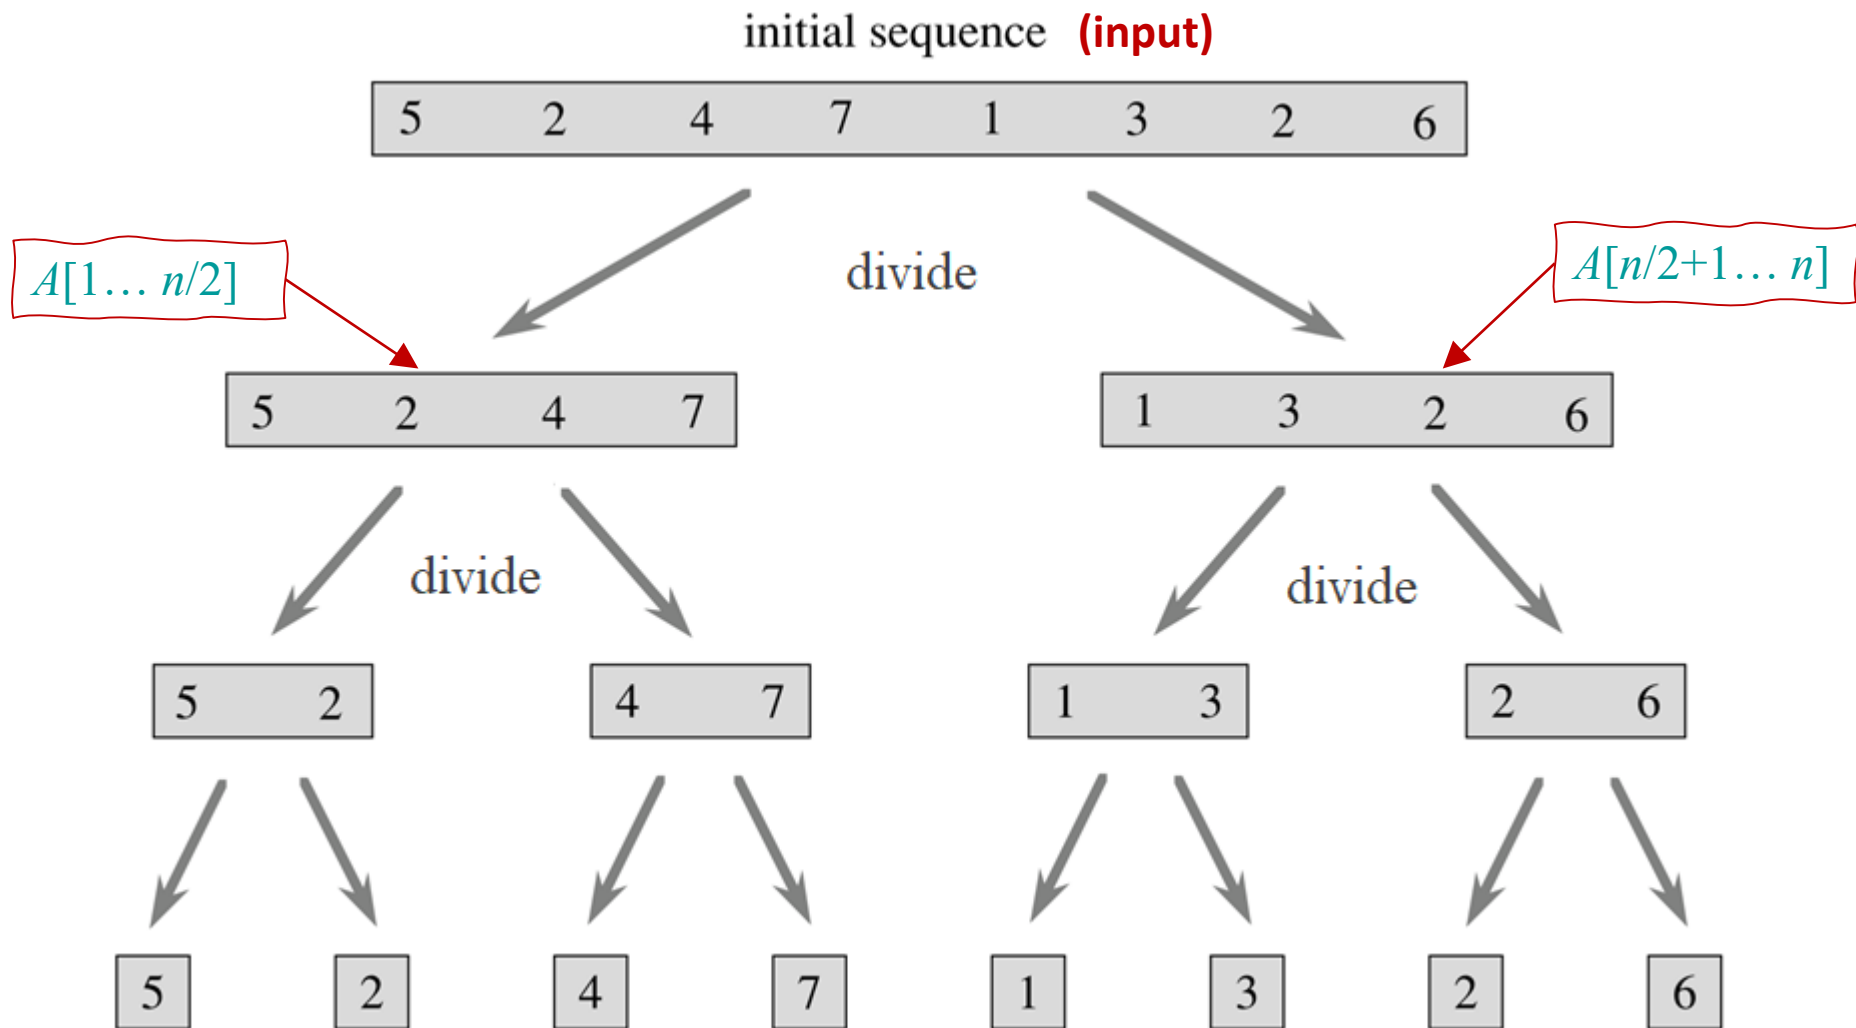 initial sequence (input)
5 2 4 7 1 3 2 6
divide
A[1… n/2]
A[n/2+1… n]
5 2 4 7
1 3 2 6
divide
divide
5 2
4 7
1 3
2 6
5
2
4
7
1
3
2
6